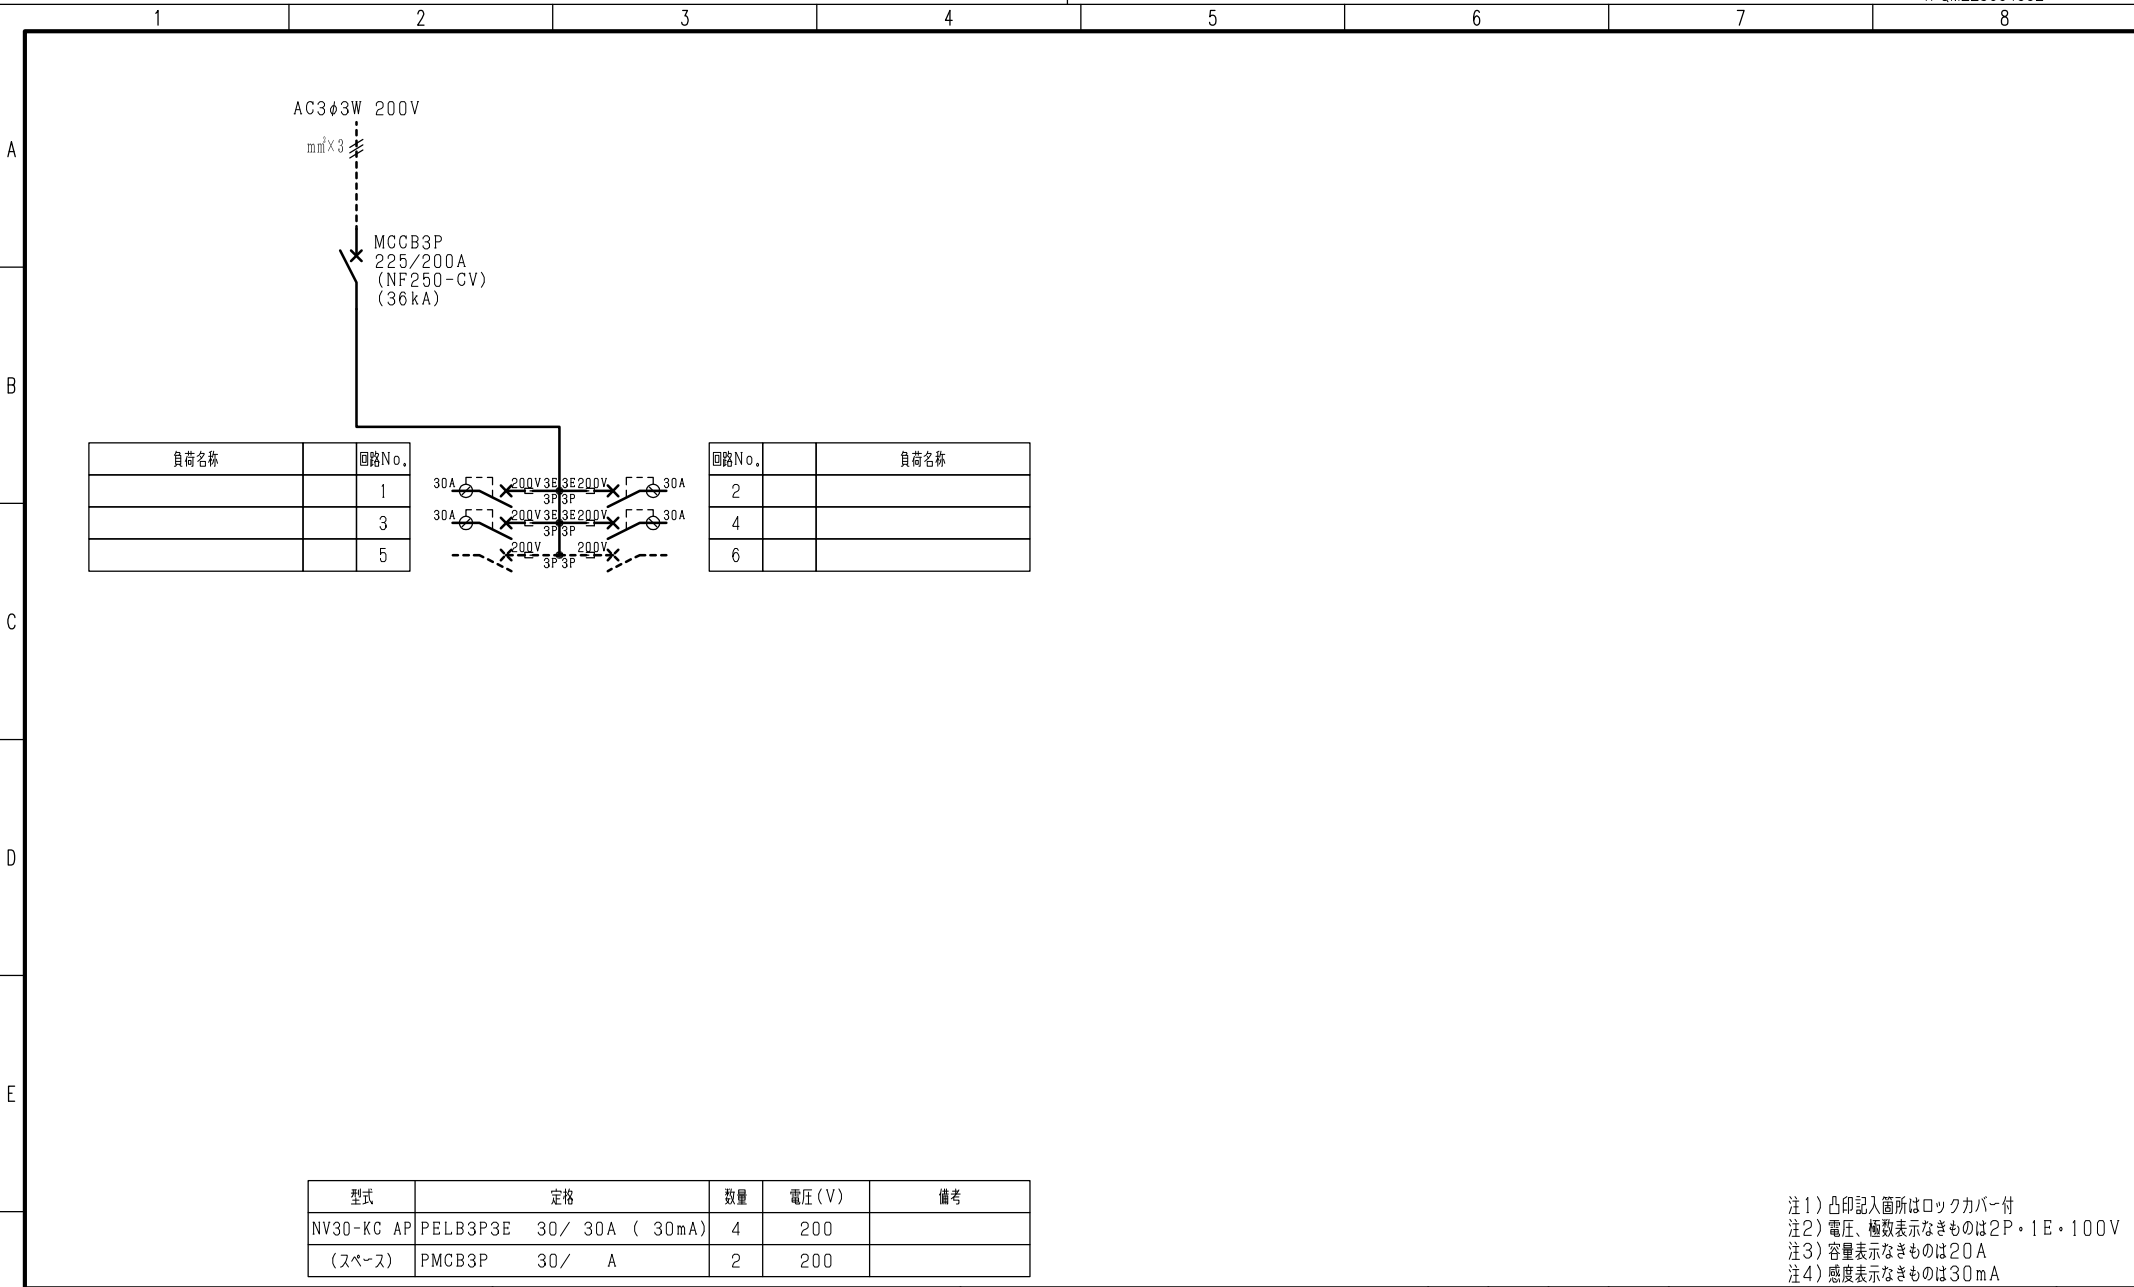 1 2 3 4 5 6 7 8
A
B
C
D
E
AC3φ3W 200V
mm²×3
MCCB3P
225/200A
(NF250-CV)
(36kA)
負荷名称 回路No.
1
3
5
30A 200V 3E 3E 200V 30A
3P 3P
30A 200V 3E 3E 200V 30A
3P 3P
200V 200V
3P 3P
回路No. 負荷名称
2
4
6
型式 定格 数量 電圧(V) 備考
NV30-KC AP PELB3P3E 30/ 30A ( 30mA) 4 200
(スペース) PMCB3P 30/ A 2 200
注1)凸印記入箇所はロックカバー付
注2)電圧、極数表示なきものは2P・1E・100V
注3)容量表示なきものは20A
注4)感度表示なきものは30mA